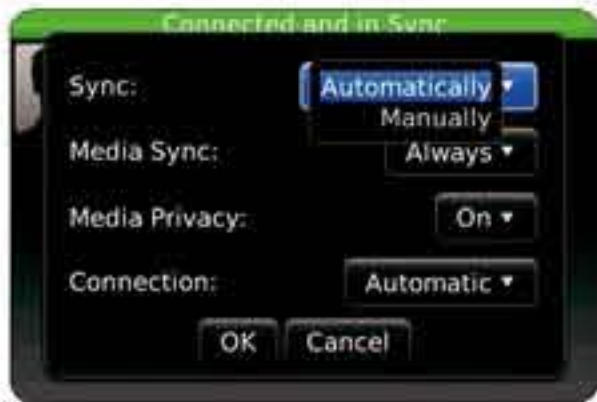 Connected and in Sync
Sync: Automatically
Manually
Media Sync: Always
Media Privacy: On
Connection: Automatic
OK Cancel